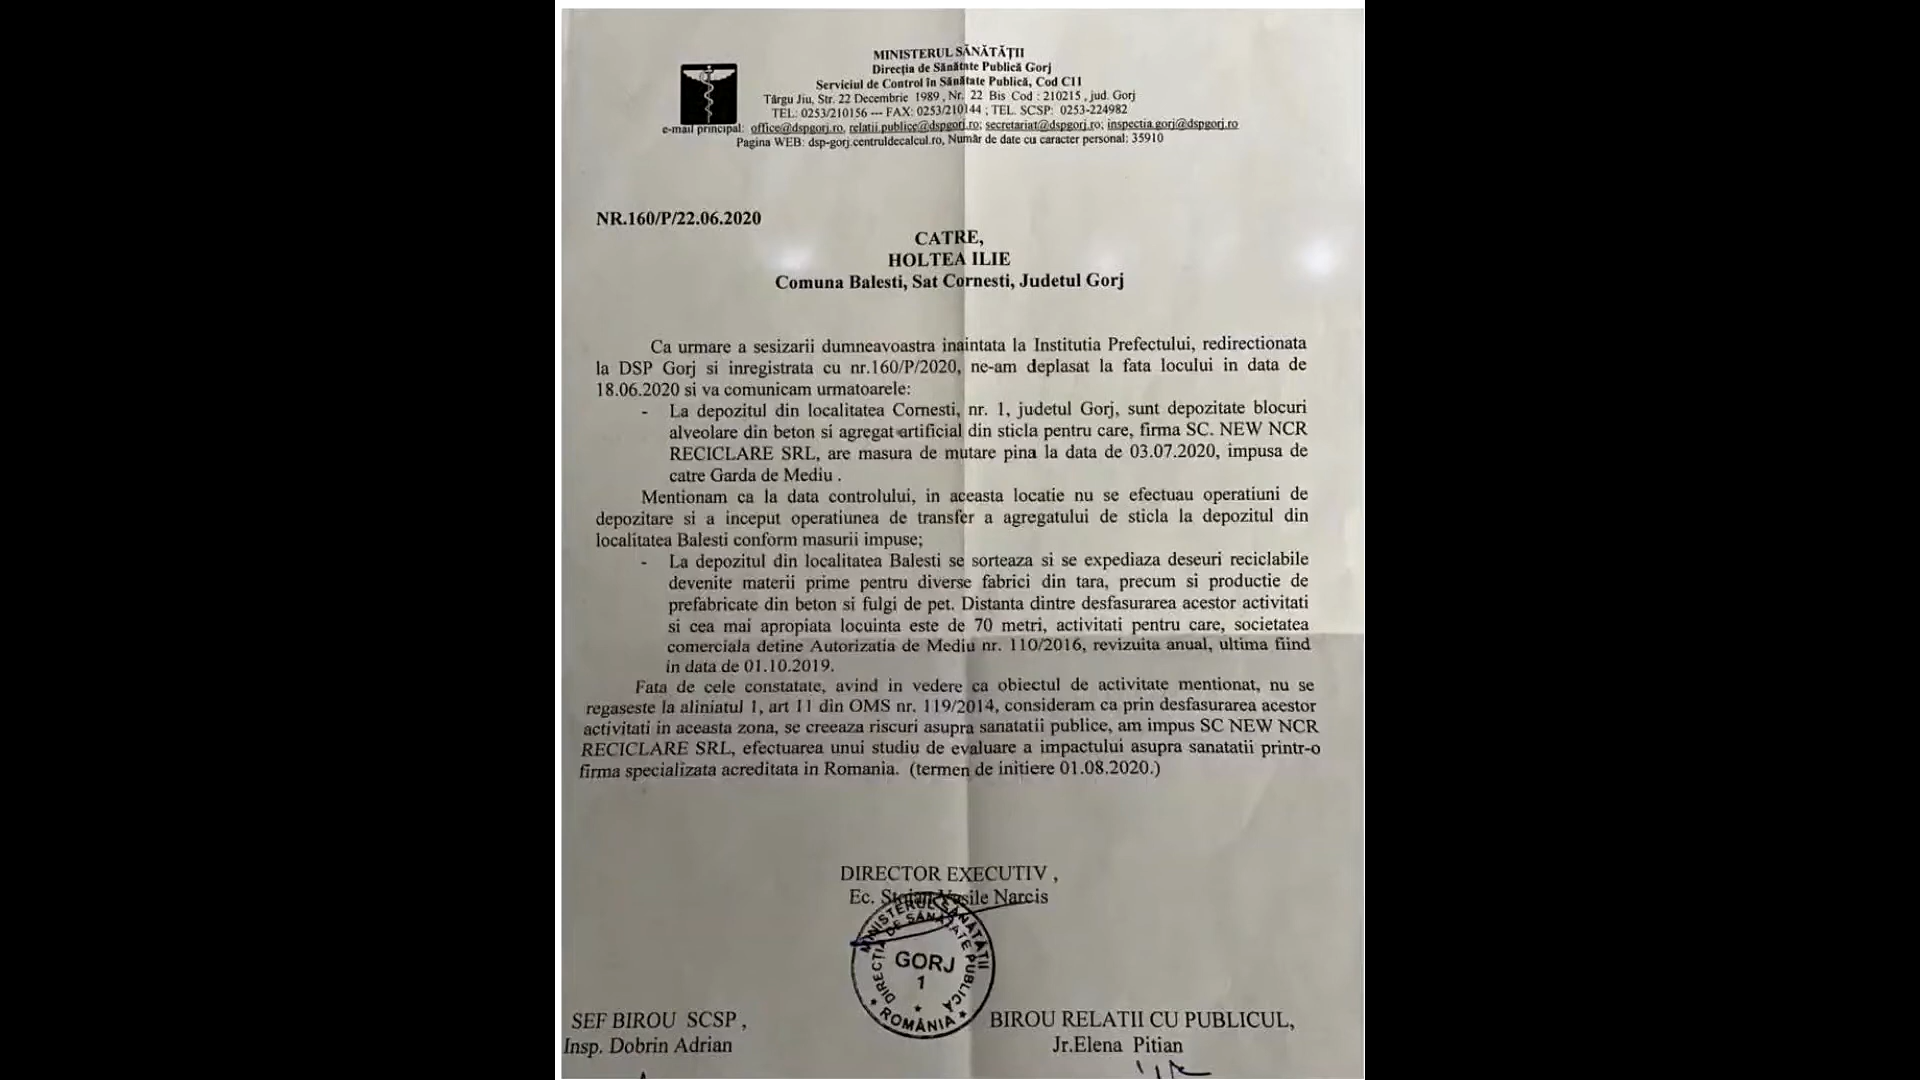 MINISTERUL SĂNĂTĂȚII
Direcția de Sănătate Publică Gorj
Serviciul de Control în Sănătate Publică, Cod C11
Târgu Jiu, Str. 22 Decembrie 1989, Nr. 22 Bis Cod : 210215 , jud. Gorj
TEL: 0253/210156 --- FAX: 0253/210144 ; TEL. SCSP: 0253-224982
e-mail principal: office@dspgorj.ro, relatii.publice@dspgorj.ro; secretariat@dspgorj.ro; inspectia.gorj@dspgorj.ro
Pagina WEB: dsp-gorj.centruldecalcul.ro, Număr de date cu caracter personal: 35910
NR.160/P/22.06.2020
CATRE,
HOLTEA ILIE
Comuna Balesti, Sat Cornesti, Judetul Gorj
Ca urmare a sesizarii dumneavoastra inaintata la Institutia Prefectului, redirectionata
la DSP Gorj si inregistrata cu nr.160/P/2020, ne-am deplasat la fata locului in data de
18.06.2020 si va comunicam urmatoarele:
- La depozitul din localitatea Cornesti, nr. 1, judetul Gorj, sunt depozitate blocuri
alveolare din beton si agregat artificial din sticla pentru care, firma SC. NEW NCR
RECICLARE SRL, are masura de mutare pina la data de 03.07.2020, impusa de
catre Garda de Mediu .
Mentionam ca la data controlului, in aceasta locatie nu se efectuau operatiuni de
depozitare si a inceput operatiunea de transfer a agregatului de sticla la depozitul din
localitatea Balesti conform masurii impuse;
- La depozitul din localitatea Balesti se sorteaza si se expediaza deseuri reciclabile
devenite materii prime pentru diverse fabrici din tara, precum si productie de
prefabricate din beton si fulgi de pet. Distanta dintre desfasurarea acestor activitati
si cea mai apropiata locuinta este de 70 metri, activitati pentru care, societatea
comerciala detine Autorizatia de Mediu nr. 110/2016, revizuita anual, ultima fiind
in data de 01.10.2019.
Fata de cele constatate, avind in vedere ca obiectul de activitate mentionat, nu se
regaseste la aliniatul 1, art 11 din OMS nr. 119/2014, consideram ca prin desfasurarea acestor
activitati in aceasta zona, se creeaza riscuri asupra sanatatii publice, am impus SC NEW NCR
RECICLARE SRL, efectuarea unui studiu de evaluare a impactului asupra sanatatii printr-o
firma specializata acreditata in Romania. (termen de initiere 01.08.2020.)
DIRECTOR EXECUTIV ,
Ec. Stoian Vasile Narcis
MINISTERUL SĂNĂTĂȚII
DIRECȚIA DE SĂNĂTATE PUBLICĂ
GORJ
1
* ROMÂNIA *
SEF BIROU SCSP ,
BIROU RELATII CU PUBLICUL,
Insp. Dobrin Adrian
Jr.Elena Pitian